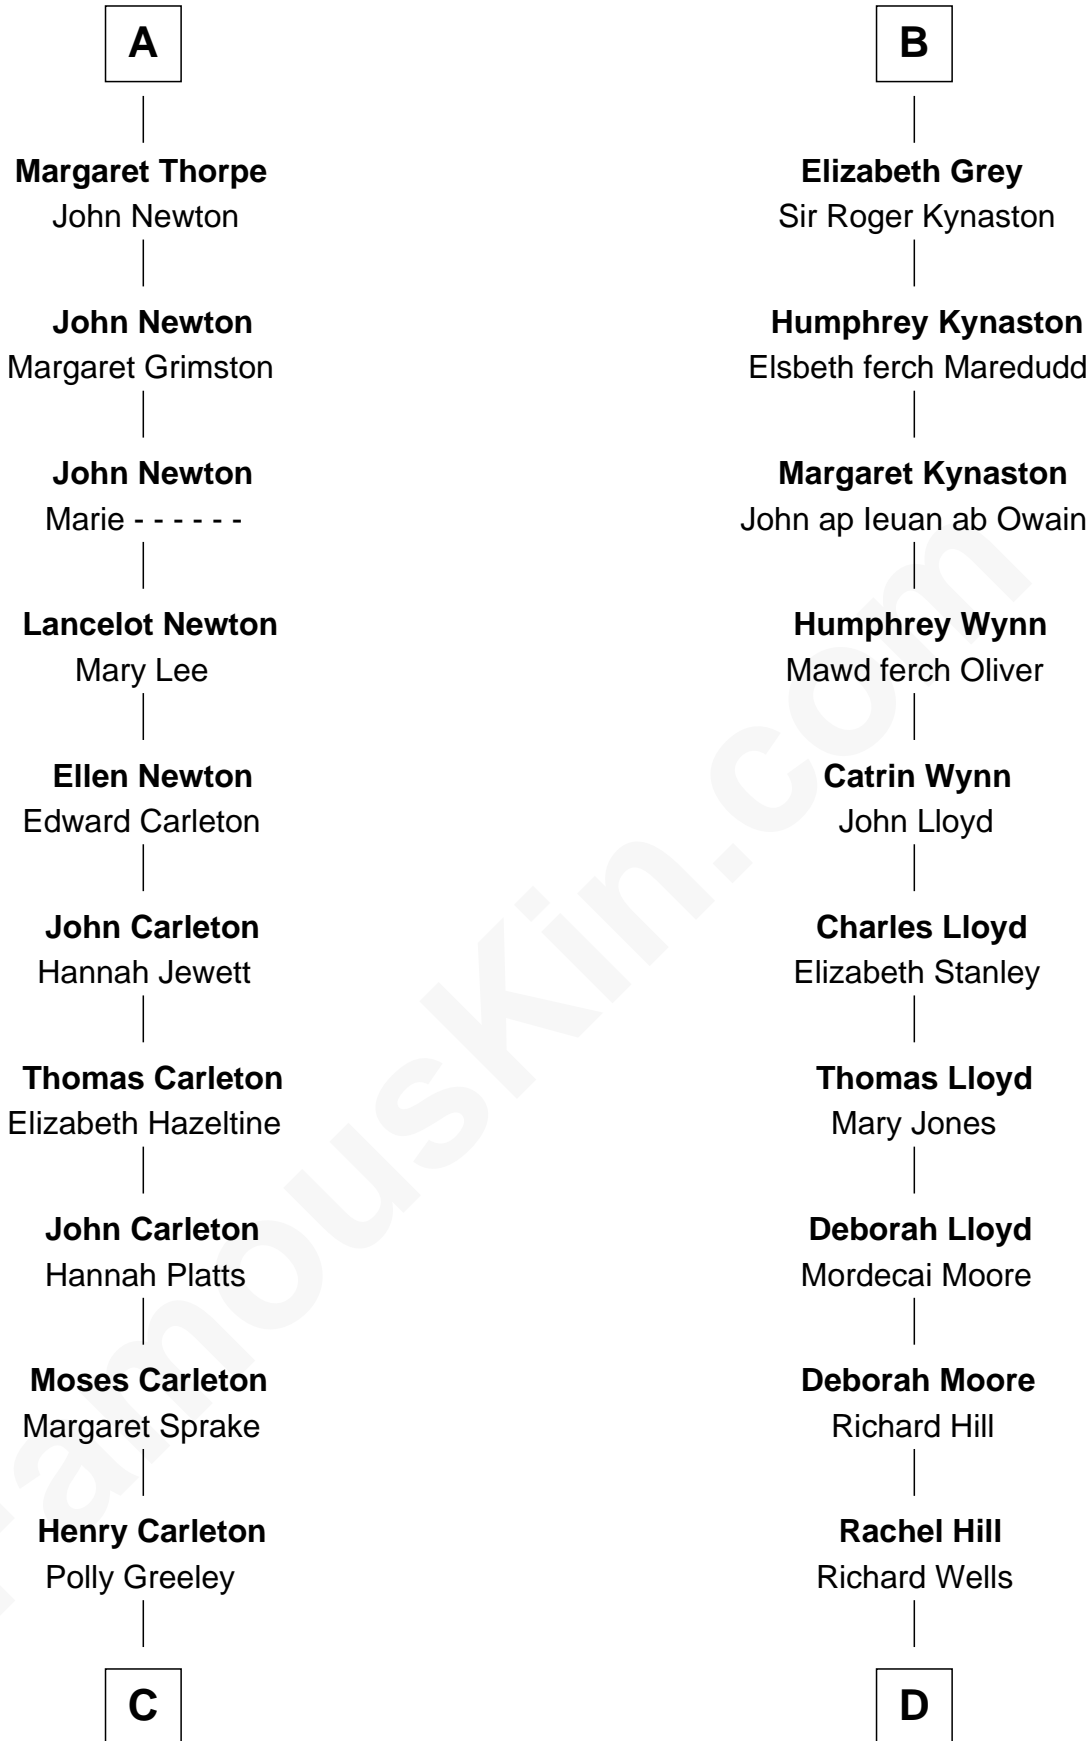 A
Margaret Thorpe
John Newton
John Newton
Margaret Grimston
John Newton
Marie - - - - - -
Lancelot Newton
Mary Lee
Ellen Newton
Edward Carleton
John Carleton
Hannah Jewett
Thomas Carleton
Elizabeth Hazeltine
John Carleton
Hannah Platts
Moses Carleton
Margaret Sprake
Henry Carleton
Polly Greeley
C
B
Elizabeth Grey
Sir Roger Kynaston
Humphrey Kynaston
Elsbeth ferch Maredudd
Margaret Kynaston
John ap Ieuan ab Owain
Humphrey Wynn
Mawd ferch Oliver
Catrin Wynn
John Lloyd
Charles Lloyd
Elizabeth Stanley
Thomas Lloyd
Mary Jones
Deborah Lloyd
Mordecai Moore
Deborah Moore
Richard Hill
Rachel Hill
Richard Wells
D
FamousKin.com